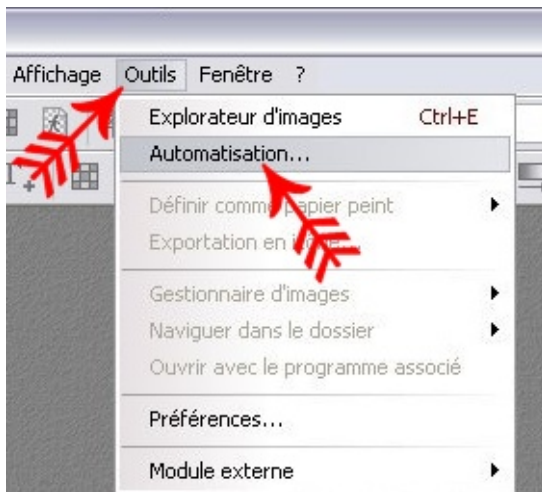 Affichage Outils Fenêtre ?
Explorateur d'images Ctrl+E
Automatisation...
Définir comme papier peint
Exportation en icône...
Gestionnaire d'images
Naviguer dans le dossier
Ouvrir avec le programme associé
Préférences...
Module externe